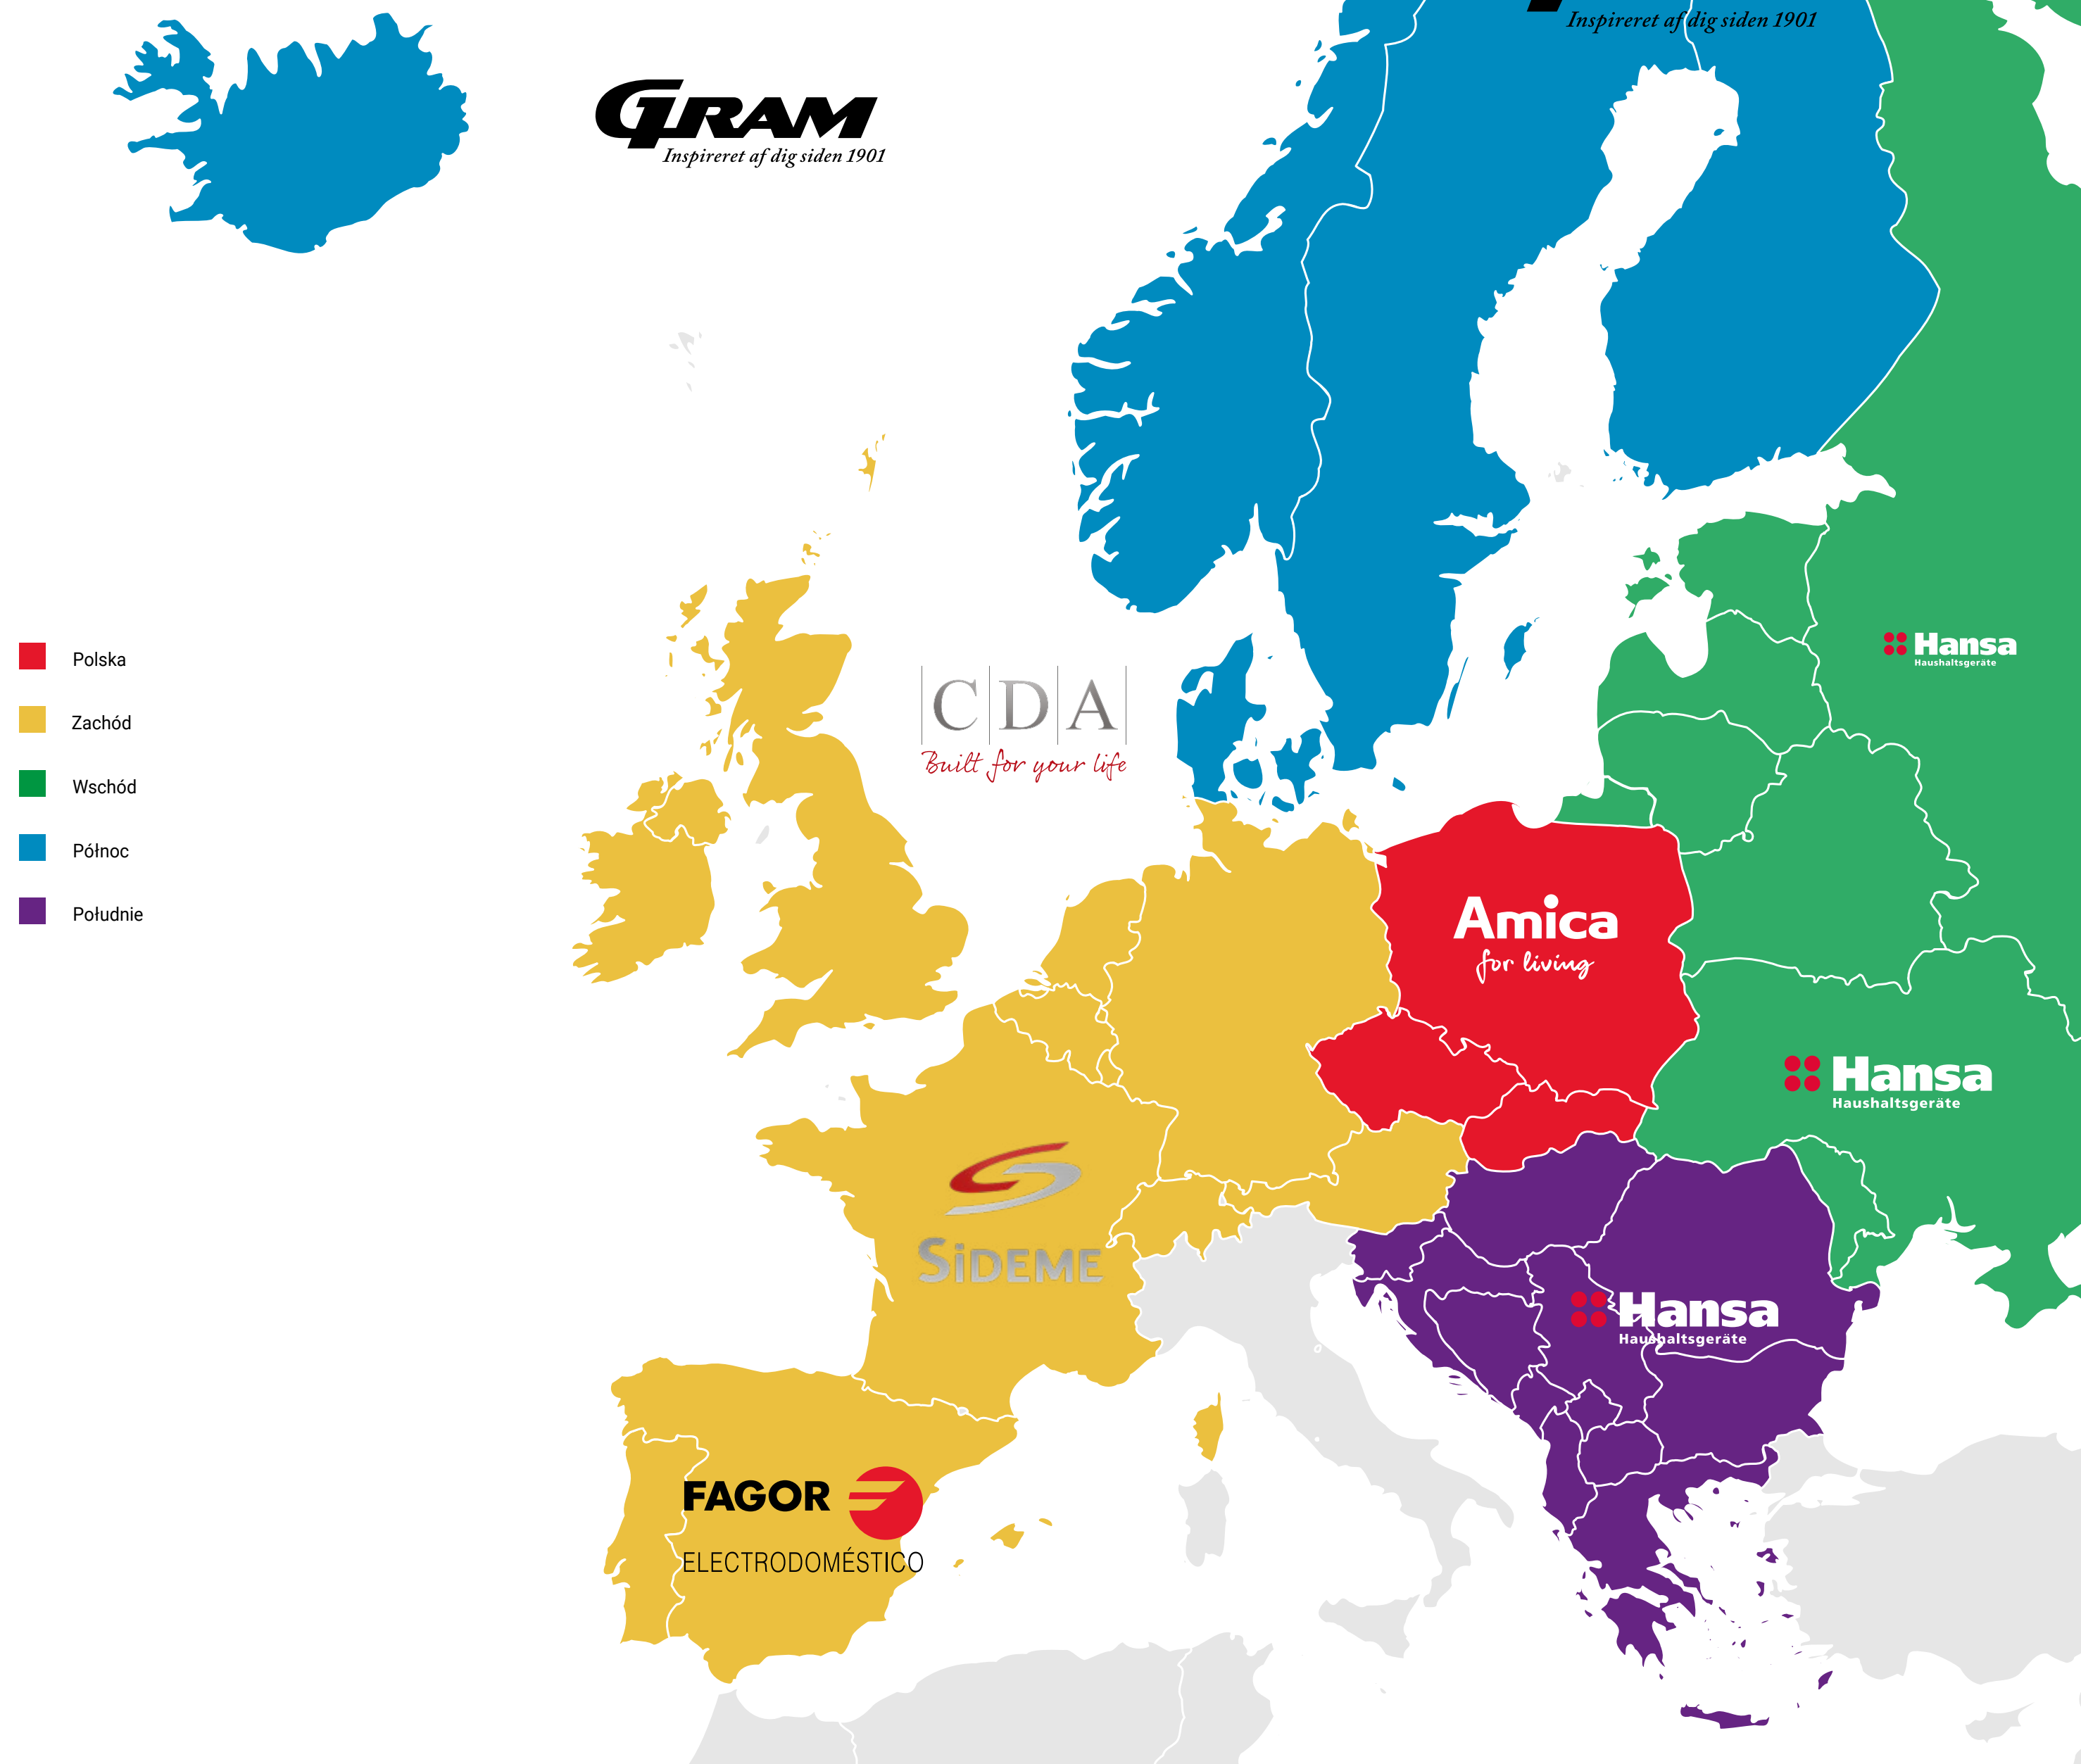 Inspireret af dig siden 1901
GRAM
Inspireret af dig siden 1901
Polska
Zachód
Wschód
Północ
Południe
Hansa
Haushaltsgeräte
CDA
Built for your life
Amica
for living
Hansa
Haushaltsgeräte
SiDEME
Hansa
Haushaltsgeräte
FAGOR
ELECTRODOMÉSTICO